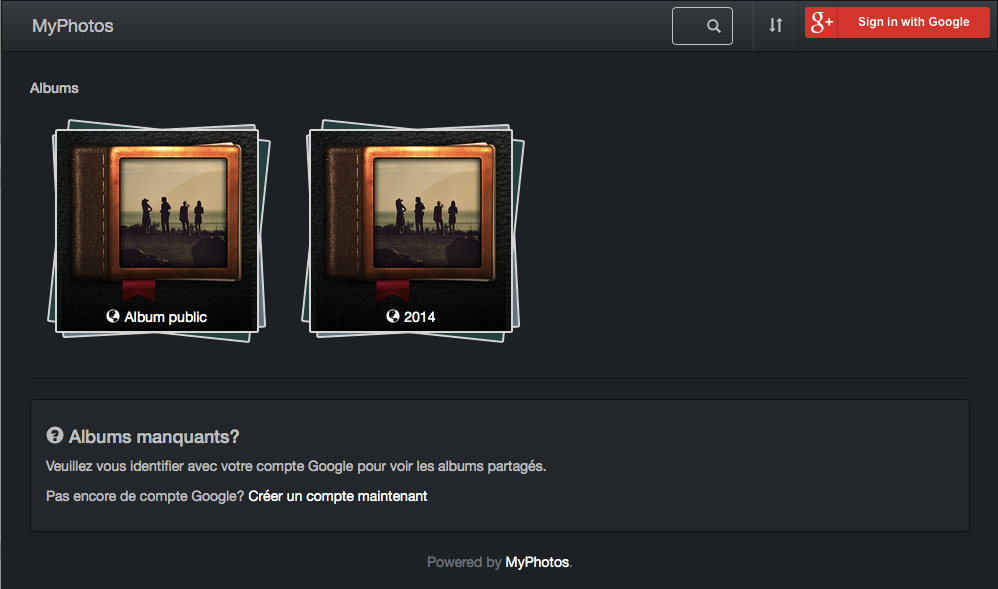 MyPhotos
g+ Sign in with Google
Albums
Album public
2014
Albums manquants?
Veuillez vous identifier avec votre compte Google pour voir les albums partagés.
Pas encore de compte Google? Créer un compte maintenant
Powered by MyPhotos.